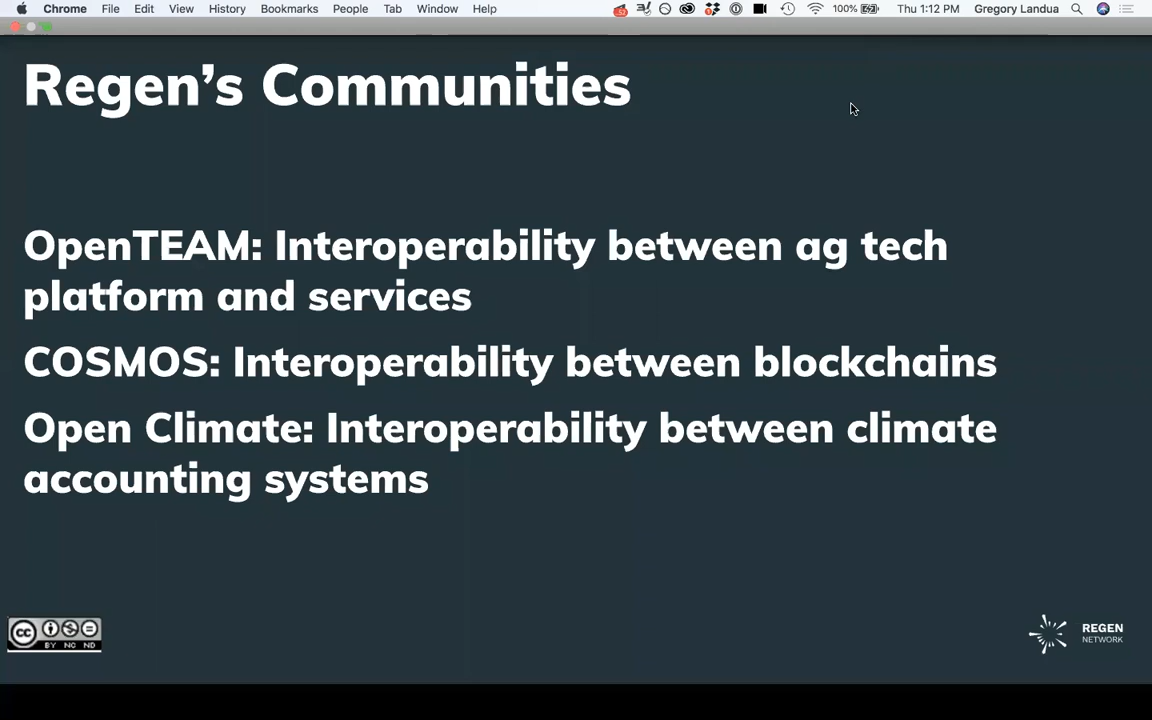 Chrome File Edit View History Bookmarks People Tab Window Help 100% Thu 1:12 PM Gregory Landua
Regen’s Communities
OpenTEAM: Interoperability between ag tech
platform and services
COSMOS: Interoperability between blockchains
Open Climate: Interoperability between climate
accounting systems
cc BY NC ND
REGEN
NETWORK